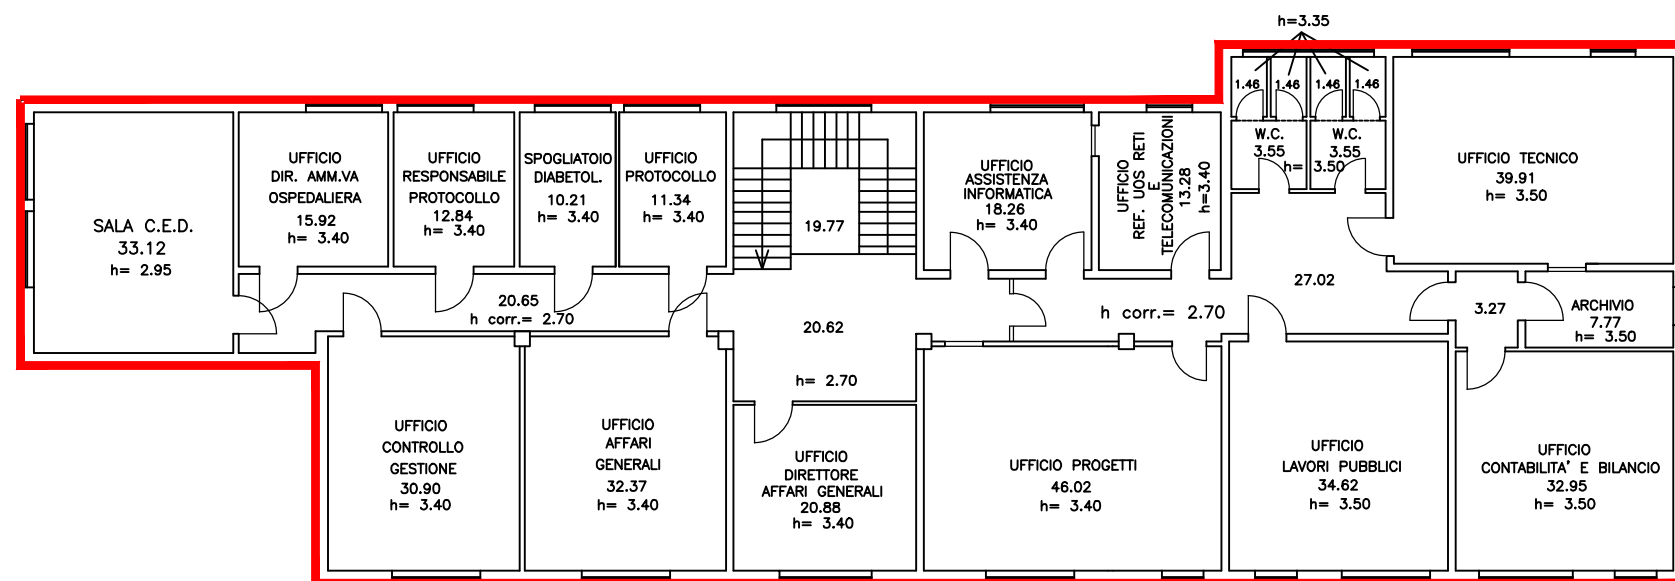 h=3.35
1.46
1.46
1.46
1.46
W.C.
3.55
h=
W.C.
3.55
3.50
UFFICIO TECNICO
39.91
h= 3.50
SALA C.E.D.
33.12
h= 2.95
UFFICIO
DIR. AMM.VA
OSPEDALIERA
15.92
h= 3.40
UFFICIO
RESPONSABILE
PROTOCOLLO
12.84
h= 3.40
SPOGLIATOIO
DIABETOL.
10.21
h= 3.40
UFFICIO
PROTOCOLLO
11.34
h= 3.40
19.77
UFFICIO
ASSISTENZA
INFORMATICA
18.26
h= 3.40
UFFICIO
REF. UOS RETI
E
TELECOMUNICAZIONI
13.28
h=3.40
20.65
h corr.= 2.70
20.62
h= 2.70
h corr.= 2.70
27.02
3.27
ARCHIVIO
7.77
h= 3.50
UFFICIO
CONTROLLO
GESTIONE
30.90
h= 3.40
UFFICIO
AFFARI
GENERALI
32.37
h= 3.40
UFFICIO
DIRETTORE
AFFARI GENERALI
20.88
h= 3.40
UFFICIO PROGETTI
46.02
h= 3.40
UFFICIO
LAVORI PUBBLICI
34.62
h= 3.50
UFFICIO
CONTABILITA' E BILANCIO
32.95
h= 3.50